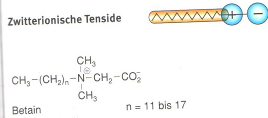 Zwitterionische Tenside
+ −
CH₃
CH₃–(CH₂)ₙ–N⊕–CH₂–CO₂⁻
CH₃
Betain
n = 11 bis 17